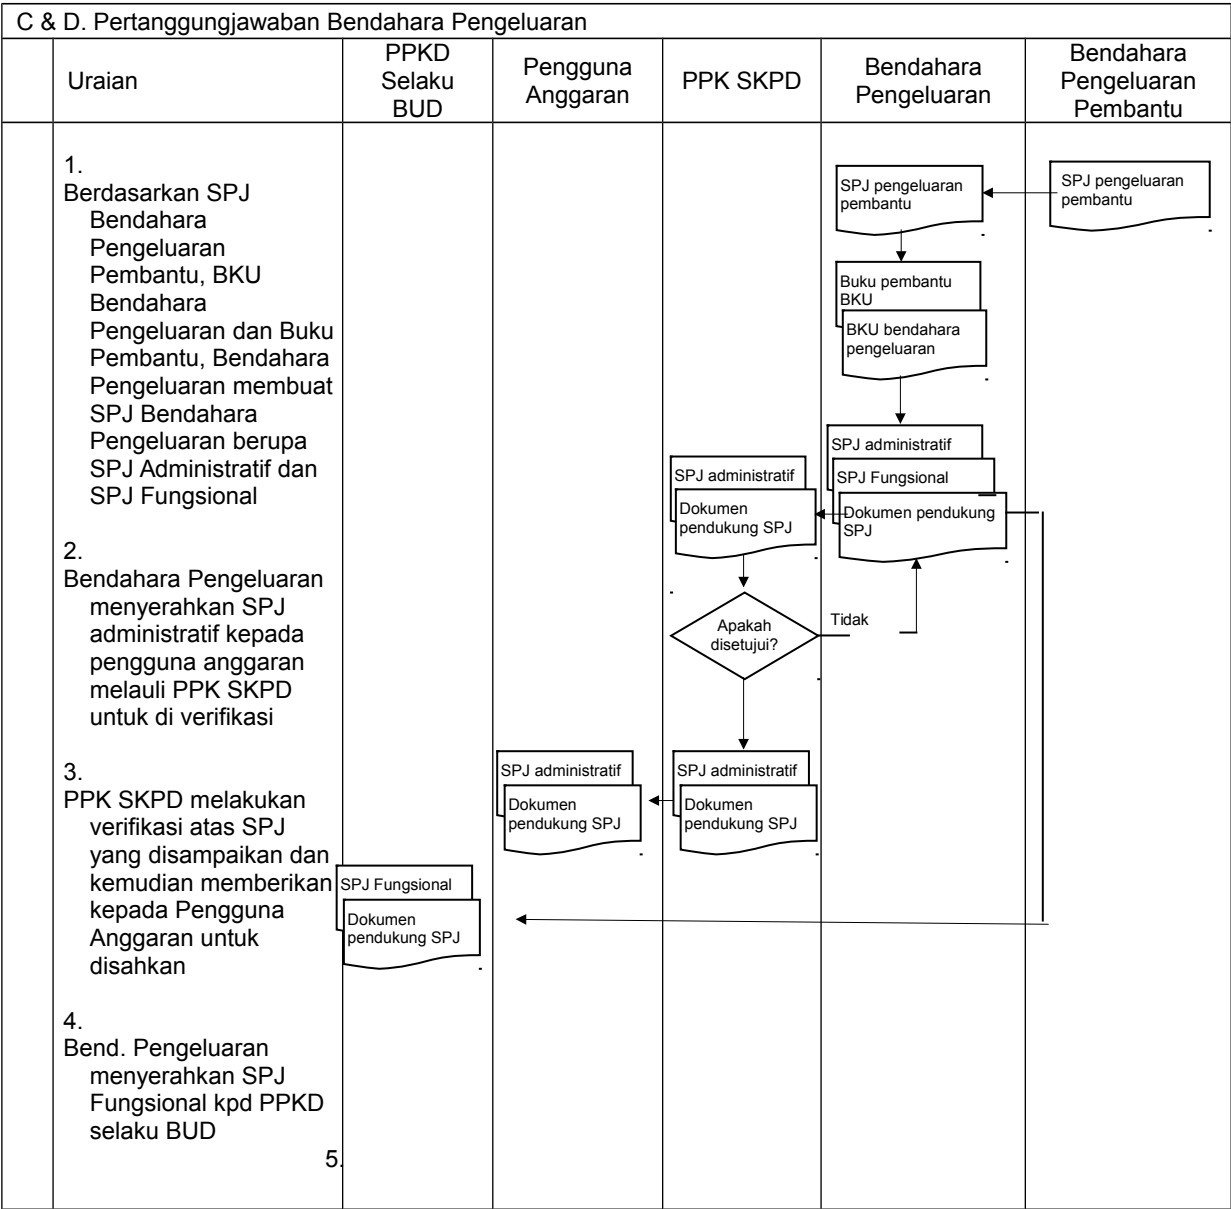 C & D. Pertanggungjawaban Bendahara Pengeluaran
Uraian
PPKD
Selaku
BUD
Pengguna
Anggaran
PPK SKPD
Bendahara
Pengeluaran
Bendahara
Pengeluaran
Pembantu
1.
Berdasarkan SPJ
Bendahara
Pengeluaran
Pembantu, BKU
Bendahara
Pengeluaran dan Buku
Pembantu, Bendahara
Pengeluaran membuat
SPJ Bendahara
Pengeluaran berupa
SPJ Administratif dan
SPJ Fungsional
2.
Bendahara Pengeluaran
menyerahkan SPJ
administratif kepada
pengguna anggaran
melauli PPK SKPD
untuk di verifikasi
3.
PPK SKPD melakukan
verifikasi atas SPJ
yang disampaikan dan
kemudian memberikan
kepada Pengguna
Anggaran untuk
disahkan
4.
Bend. Pengeluaran
menyerahkan SPJ
Fungsional kpd PPKD
selaku BUD
5.
SPJ pengeluaran
pembantu
SPJ pengeluaran
pembantu
Buku pembantu
BKU
BKU bendahara
pengeluaran
SPJ administratif
SPJ Fungsional
Dokumen pendukung
SPJ
SPJ administratif
Dokumen
pendukung SPJ
Apakah
disetujui?
Tidak
SPJ administratif
Dokumen
pendukung SPJ
SPJ administratif
Dokumen
pendukung SPJ
SPJ Fungsional
Dokumen
pendukung SPJ